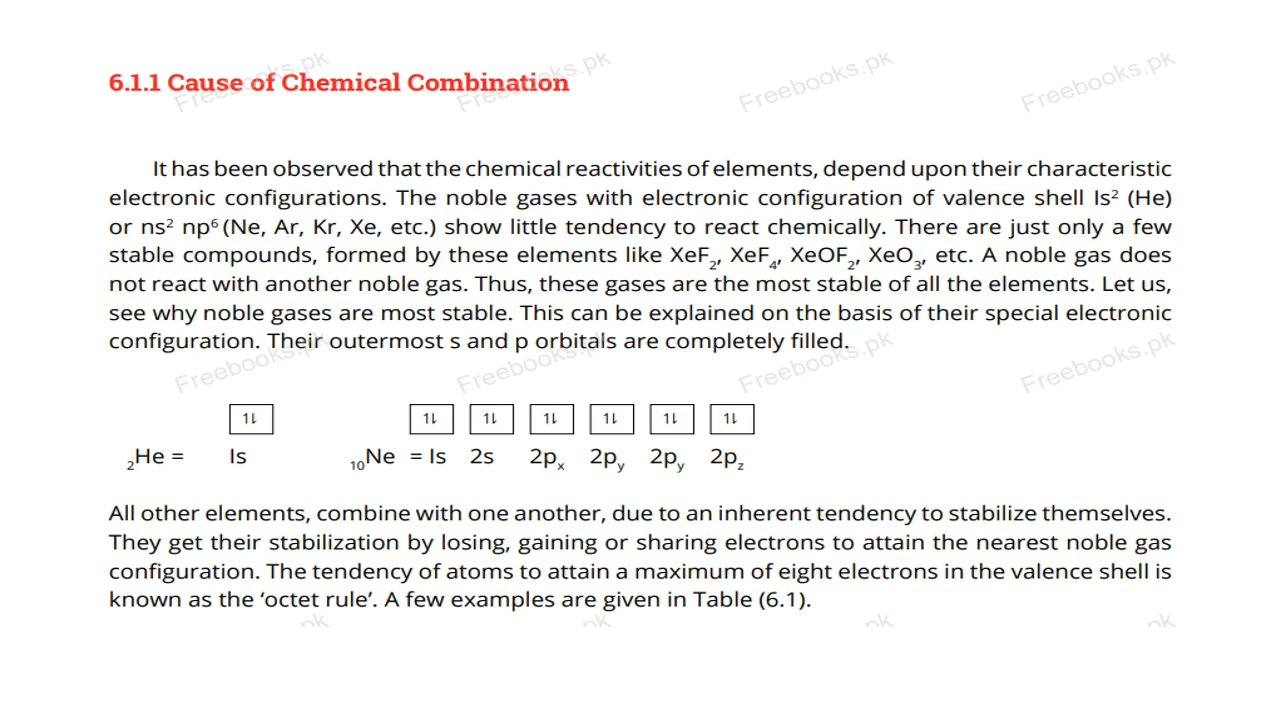 6.1.1 Cause of Chemical Combination
It has been observed that the chemical reactivities of elements, depend upon their characteristic
electronic configurations. The noble gases with electronic configuration of valence shell Is² (He)
or ns² np⁶ (Ne, Ar, Kr, Xe, etc.) show little tendency to react chemically. There are just only a few
stable compounds, formed by these elements like XeF₂, XeF₄, XeOF₂, XeO₃, etc. A noble gas does
not react with another noble gas. Thus, these gases are the most stable of all the elements. Let us,
see why noble gases are most stable. This can be explained on the basis of their special electronic
configuration. Their outermost s and p orbitals are completely filled.
↿⇂ ↿⇂ ↿⇂ ↿⇂ ↿⇂ ↿⇂ ↿⇂
₂He = Is ₁₀Ne = Is 2s 2pₓ 2p_y 2p_y 2p_z
All other elements, combine with one another, due to an inherent tendency to stabilize themselves.
They get their stabilization by losing, gaining or sharing electrons to attain the nearest noble gas
configuration. The tendency of atoms to attain a maximum of eight electrons in the valence shell is
known as the ‘octet rule’. A few examples are given in Table (6.1).
Freebooks.pk Freebooks.pk Freebooks.pk Freebooks.pk
Freebooks.pk Freebooks.pk Freebooks.pk Freebooks.pk
pk pk pk pk